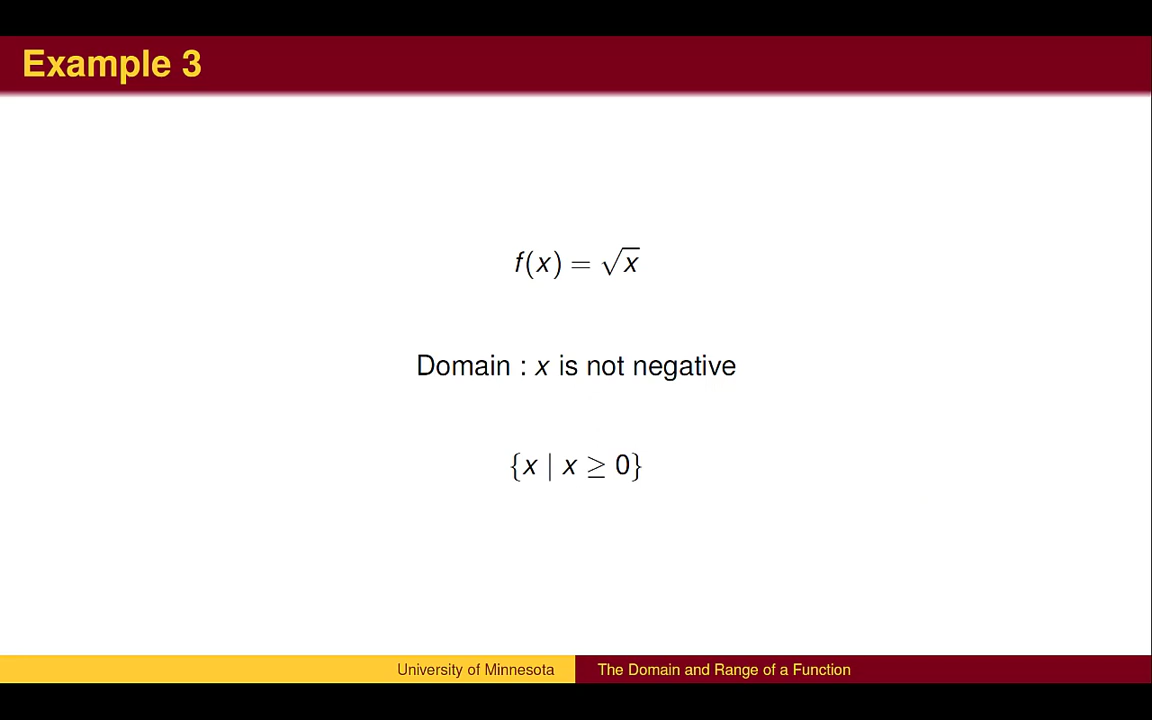 Example 3
f(x) = √x
Domain : x is not negative
{x | x ≥ 0}
University of Minnesota
The Domain and Range of a Function